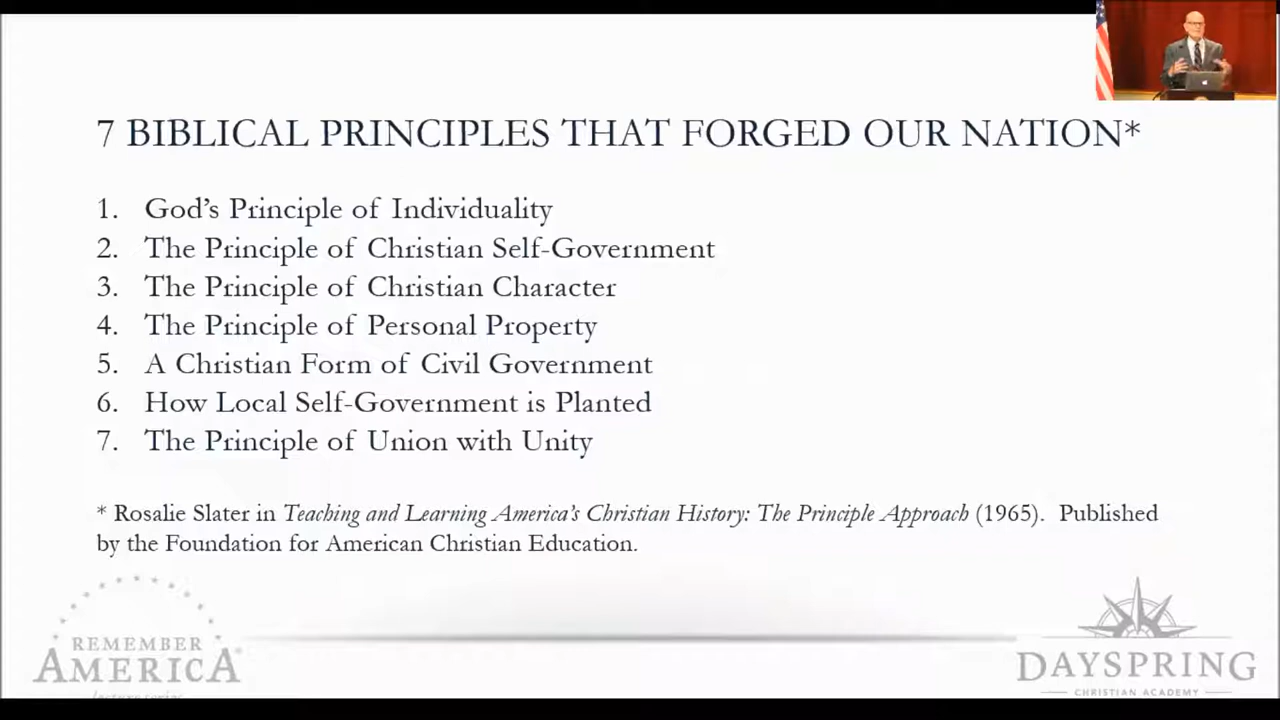 7 BIBLICAL PRINCIPLES THAT FORGED OUR NATION*
1. God's Principle of Individuality
2. The Principle of Christian Self-Government
3. The Principle of Christian Character
4. The Principle of Personal Property
5. A Christian Form of Civil Government
6. How Local Self-Government is Planted
7. The Principle of Union with Unity
* Rosalie Slater in Teaching and Learning America's Christian History: The Principle Approach (1965). Published
by the Foundation for American Christian Education.
REMEMBER
AMERICA®
lecture series
DAYSPRING
CHRISTIAN ACADEMY